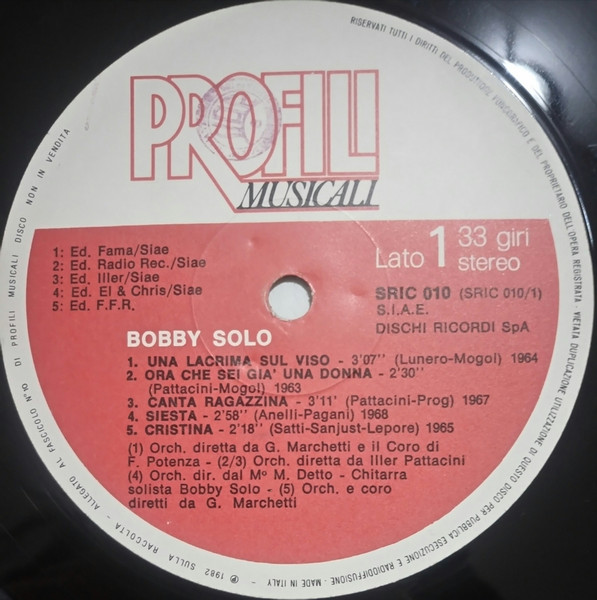 PROFILI
MUSICALI
1: Ed. Fama/Siae
2: Ed. Radio Rec./Siae
3: Ed. Iller/Siae
4: Ed. El & Chris/Siae
5: Ed. F.F.R.
Lato 1 33 giri
stereo
SRIC 010 (SRIC 010/1)
S.I.A.E.
DISCHI RICORDI SpA
BOBBY SOLO
1. UNA LACRIMA SUL VISO - 3'07'' (Lunero-Mogol) 1964
2. ORA CHE SEI GIA' UNA DONNA - 2'30''
(Pattacini-Mogol) 1963
3. CANTA RAGAZZINA - 3'11' (Pattacini-Prog) 1967
4. SIESTA - 2'58'' (Anelli-Pagani) 1968
5. CRISTINA - 2'18'' (Satti-Sanjust-Lepore) 1965
(1) Orch. diretta da G. Marchetti e il Coro di
F. Potenza - (2/3) Orch. diretta da Iller Pattacini
(4) Orch. dir. dal Mº M. Detto - Chitarra
solista Bobby Solo - (5) Orch. e coro
diretti da G. Marchetti
RISERVATI TUTTI I DIRITTI DEL PRODUTTORE FONOGRAFICO E DEL PROPRIETARIO DELL'OPERA REGISTRATA - VIETATA DUPLICAZIONE UTILIZZAZIONE DI QUESTO DISCO PER PUBBLICA ESECUZIONE E RADIODIFFUSIONE - MADE IN ITALY -
℗ 1982 SULLA RACCOLTA - ALLEGATO AL FASCICOLO Nº 10 DI PROFILI MUSICALI DISCO NON IN VENDITA